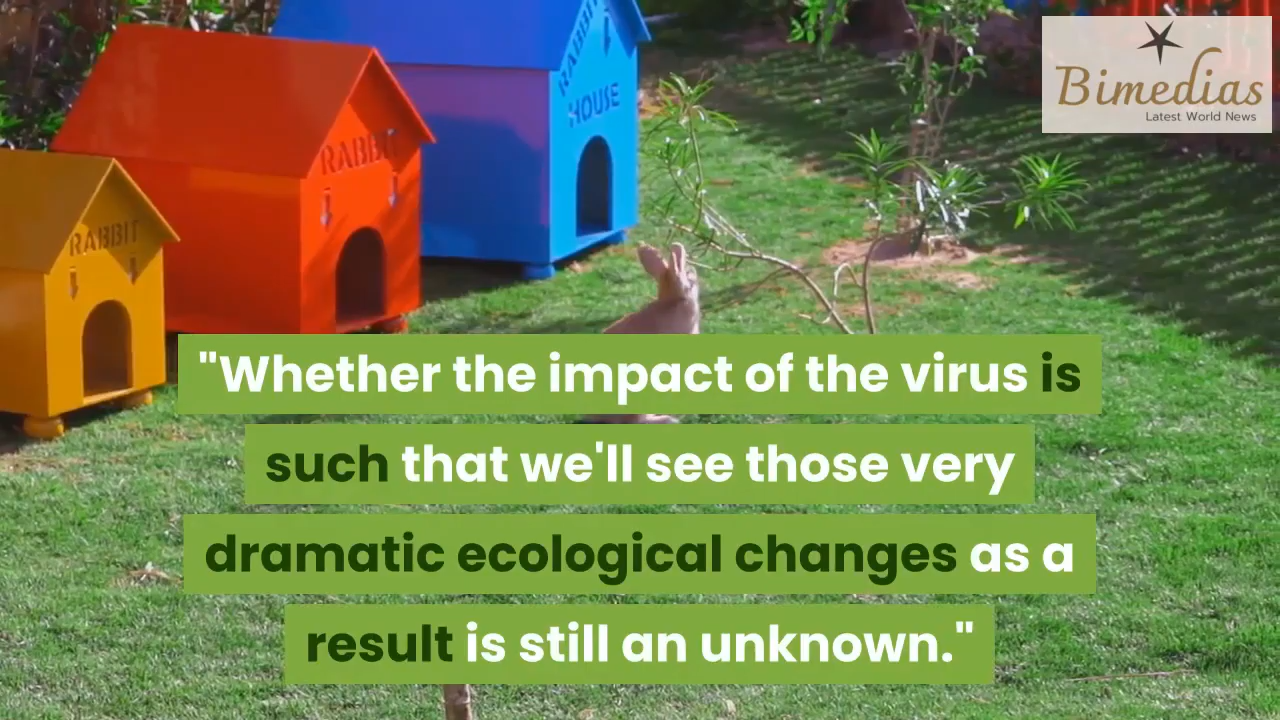 RABBIT
HOUSE
RABBIT
RABBIT
Bimedias
Latest World News
"Whether the impact of the virus is
such that we'll see those very
dramatic ecological changes as a
result is still an unknown."